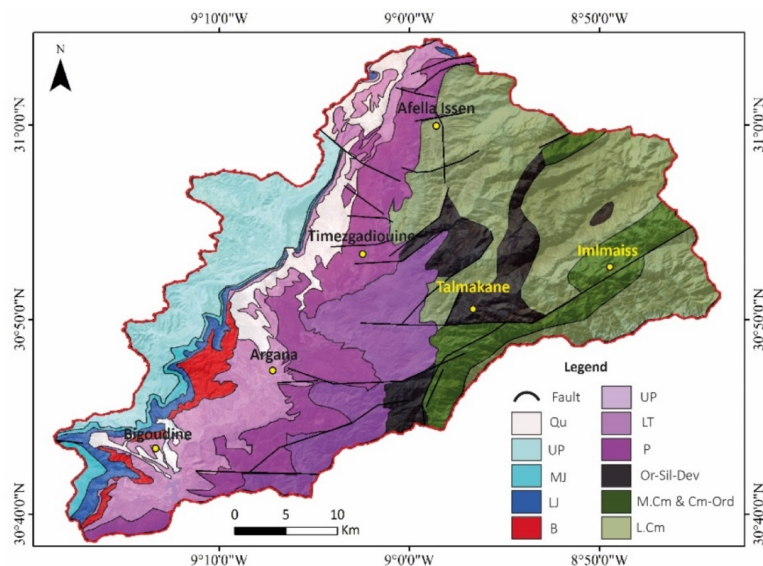 9°10'0"W 9°0'0"W 8°50'0"W
N
31°0'0"N 31°0'0"N
Afella Issen
Timezgadiouine
Imimaiss
Talmakane
30°50'0"N 30°50'0"N
Argana
Bigoudine
Legend
Fault UP
Qu LT
UP P
MJ Or-Sil-Dev
LJ M.Cm & Cm-Ord
B L.Cm
0 5 10
Km
30°40'0"N 30°40'0"N
9°10'0"W 9°0'0"W 8°50'0"W